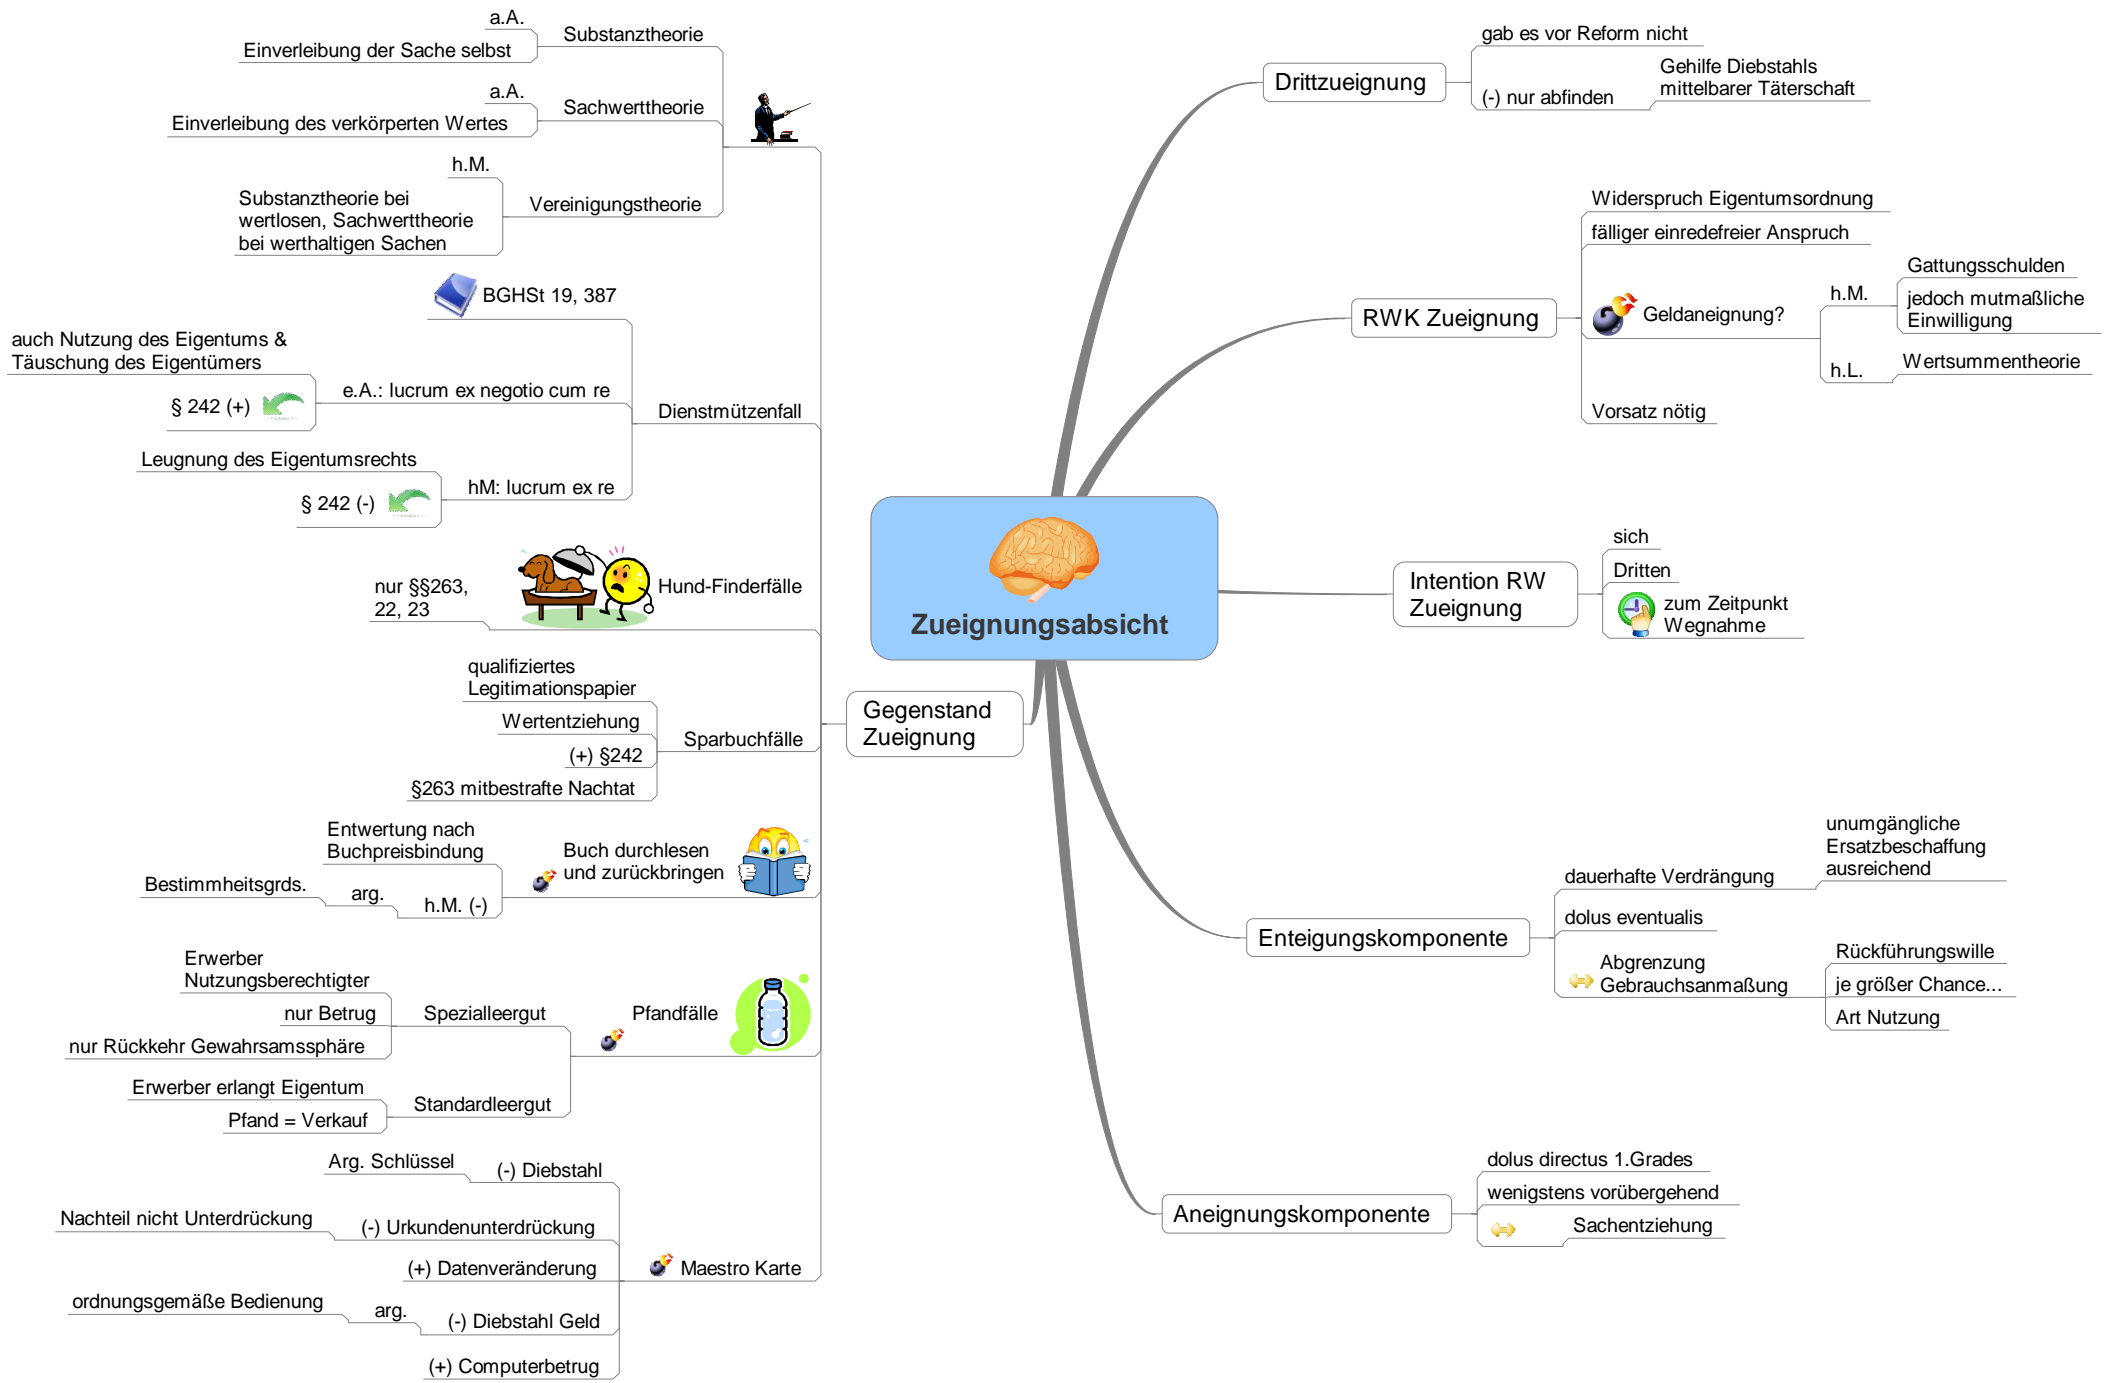 Zueignungsabsicht
Drittzueignung
gab es vor Reform nicht
(-) nur abfinden
Gehilfe Diebstahls
mittelbarer Täterschaft
RWK Zueignung
Widerspruch Eigentumsordnung
fälliger einredefreier Anspruch
Geldaneignung?
h.M.
Gattungsschulden
jedoch mutmaßliche
Einwilligung
h.L.
Wertsummentheorie
Vorsatz nötig
Intention RW
Zueignung
sich
Dritten
zum Zeitpunkt
Wegnahme
Enteigungskomponente
dauerhafte Verdrängung
unumgängliche
Ersatzbeschaffung
ausreichend
dolus eventualis
Abgrenzung
Gebrauchsanmaßung
Rückführungswille
je größer Chance...
Art Nutzung
Aneignungskomponente
dolus directus 1.Grades
wenigstens vorübergehend
Sachentziehung
Gegenstand
Zueignung
Substanztheorie
a.A.
Einverleibung der Sache selbst
Sachwerttheorie
a.A.
Einverleibung des verkörperten Wertes
Vereinigungstheorie
h.M.
Substanztheorie bei
wertlosen, Sachwerttheorie
bei werthaltigen Sachen
Dienstmützenfall
BGHSt 19, 387
e.A.: lucrum ex negotio cum re
auch Nutzung des Eigentums &
Täuschung des Eigentümers
§ 242 (+)
hM: lucrum ex re
Leugnung des Eigentumsrechts
§ 242 (-)
Hund-Finderfälle
nur §§263,
22, 23
Sparbuchfälle
qualifiziertes
Legitimationspapier
Wertentziehung
(+) §242
§263 mitbestrafte Nachtat
Buch durchlesen
und zurückbringen
Entwertung nach
Buchpreisbindung
h.M. (-)
arg.
Bestimmheitsgrds.
Pfandfälle
Spezialleergut
Erwerber
Nutzungsberechtigter
nur Betrug
nur Rückkehr Gewahrsamssphäre
Standardleergut
Erwerber erlangt Eigentum
Pfand = Verkauf
Maestro Karte
(-) Diebstahl
Arg. Schlüssel
(-) Urkundenunterdrückung
Nachteil nicht Unterdrückung
(+) Datenveränderung
(-) Diebstahl Geld
arg.
ordnungsgemäße Bedienung
(+) Computerbetrug